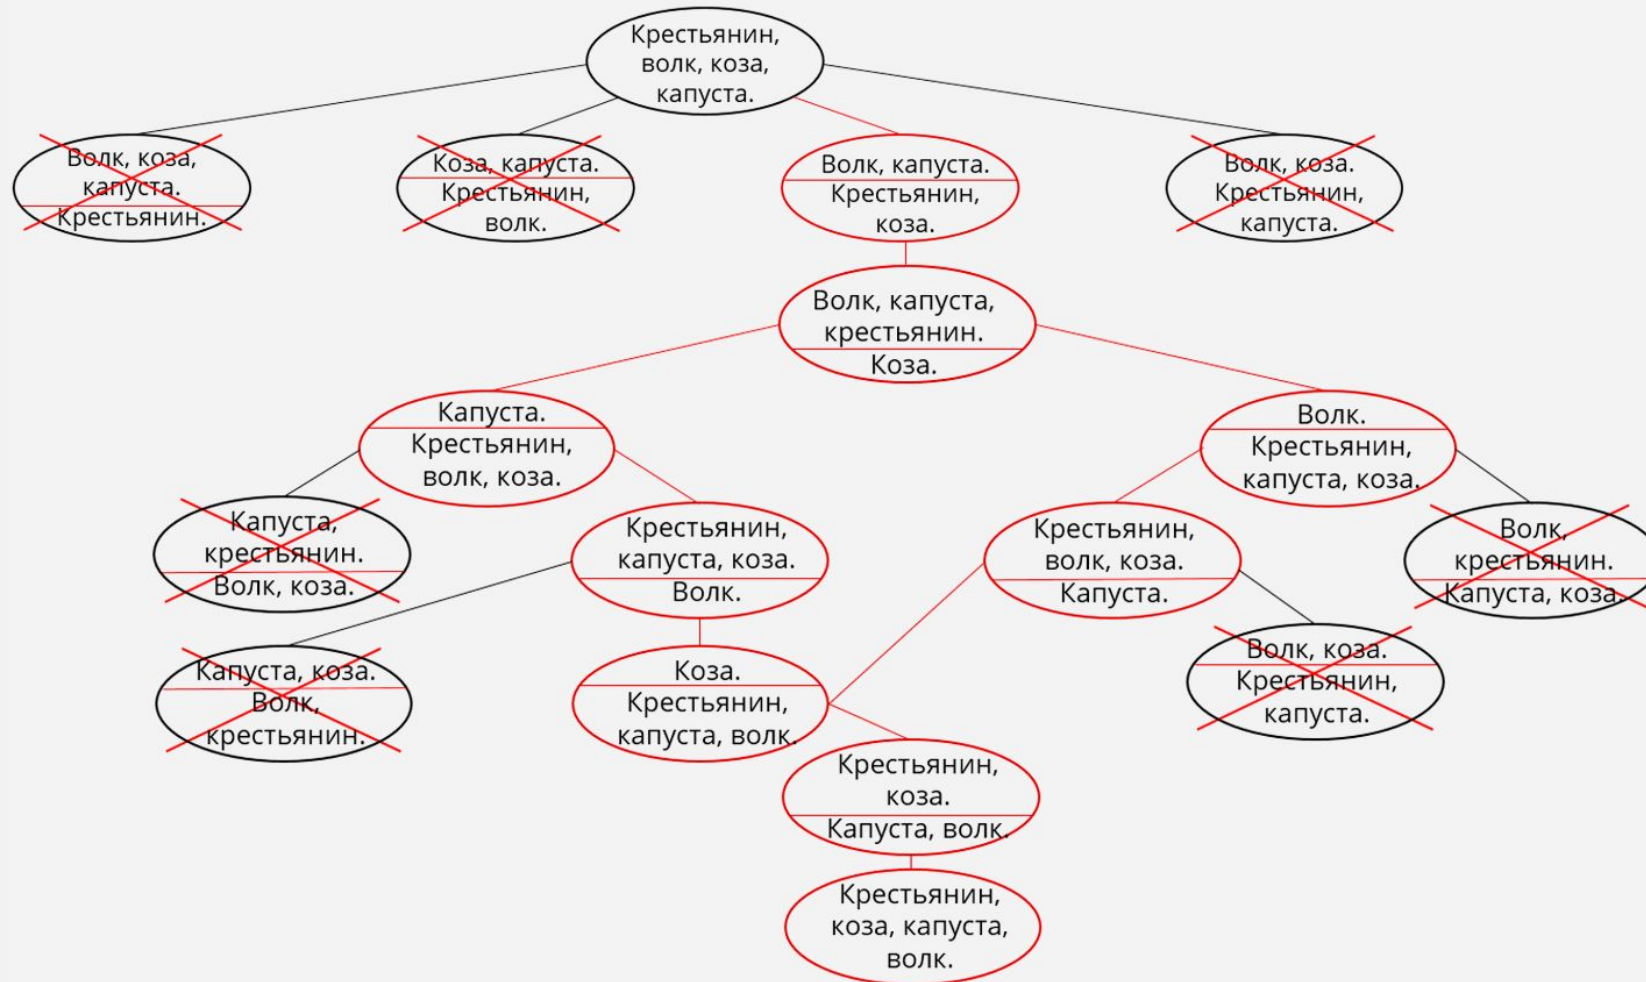 Крестьянин,
волк, коза,
капуста.
Волк, коза,
капуста.
Крестьянин.
Коза, капуста.
Крестьянин,
волк.
Волк, капуста.
Крестьянин,
коза.
Волк, коза.
Крестьянин,
капуста.
Волк, капуста,
крестьянин.
Коза.
Капуста.
Крестьянин,
волк, коза.
Волк.
Крестьянин,
капуста, коза.
Капуста,
крестьянин.
Волк, коза.
Крестьянин,
капуста, коза.
Волк.
Крестьянин,
волк, коза.
Капуста.
Волк,
крестьянин.
Капуста, коза.
Капуста, коза.
Волк,
крестьянин.
Коза.
Крестьянин,
капуста, волк.
Волк, коза.
Крестьянин,
капуста.
Крестьянин,
коза.
Капуста, волк.
Крестьянин,
коза, капуста,
волк.